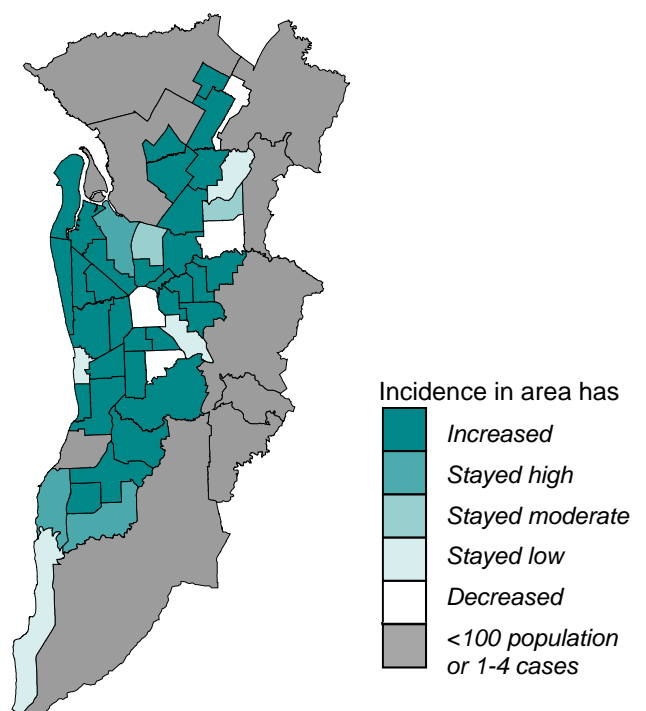 Incidence in area has
Increased
Stayed high
Stayed moderate
Stayed low
Decreased
<100 population
or 1-4 cases